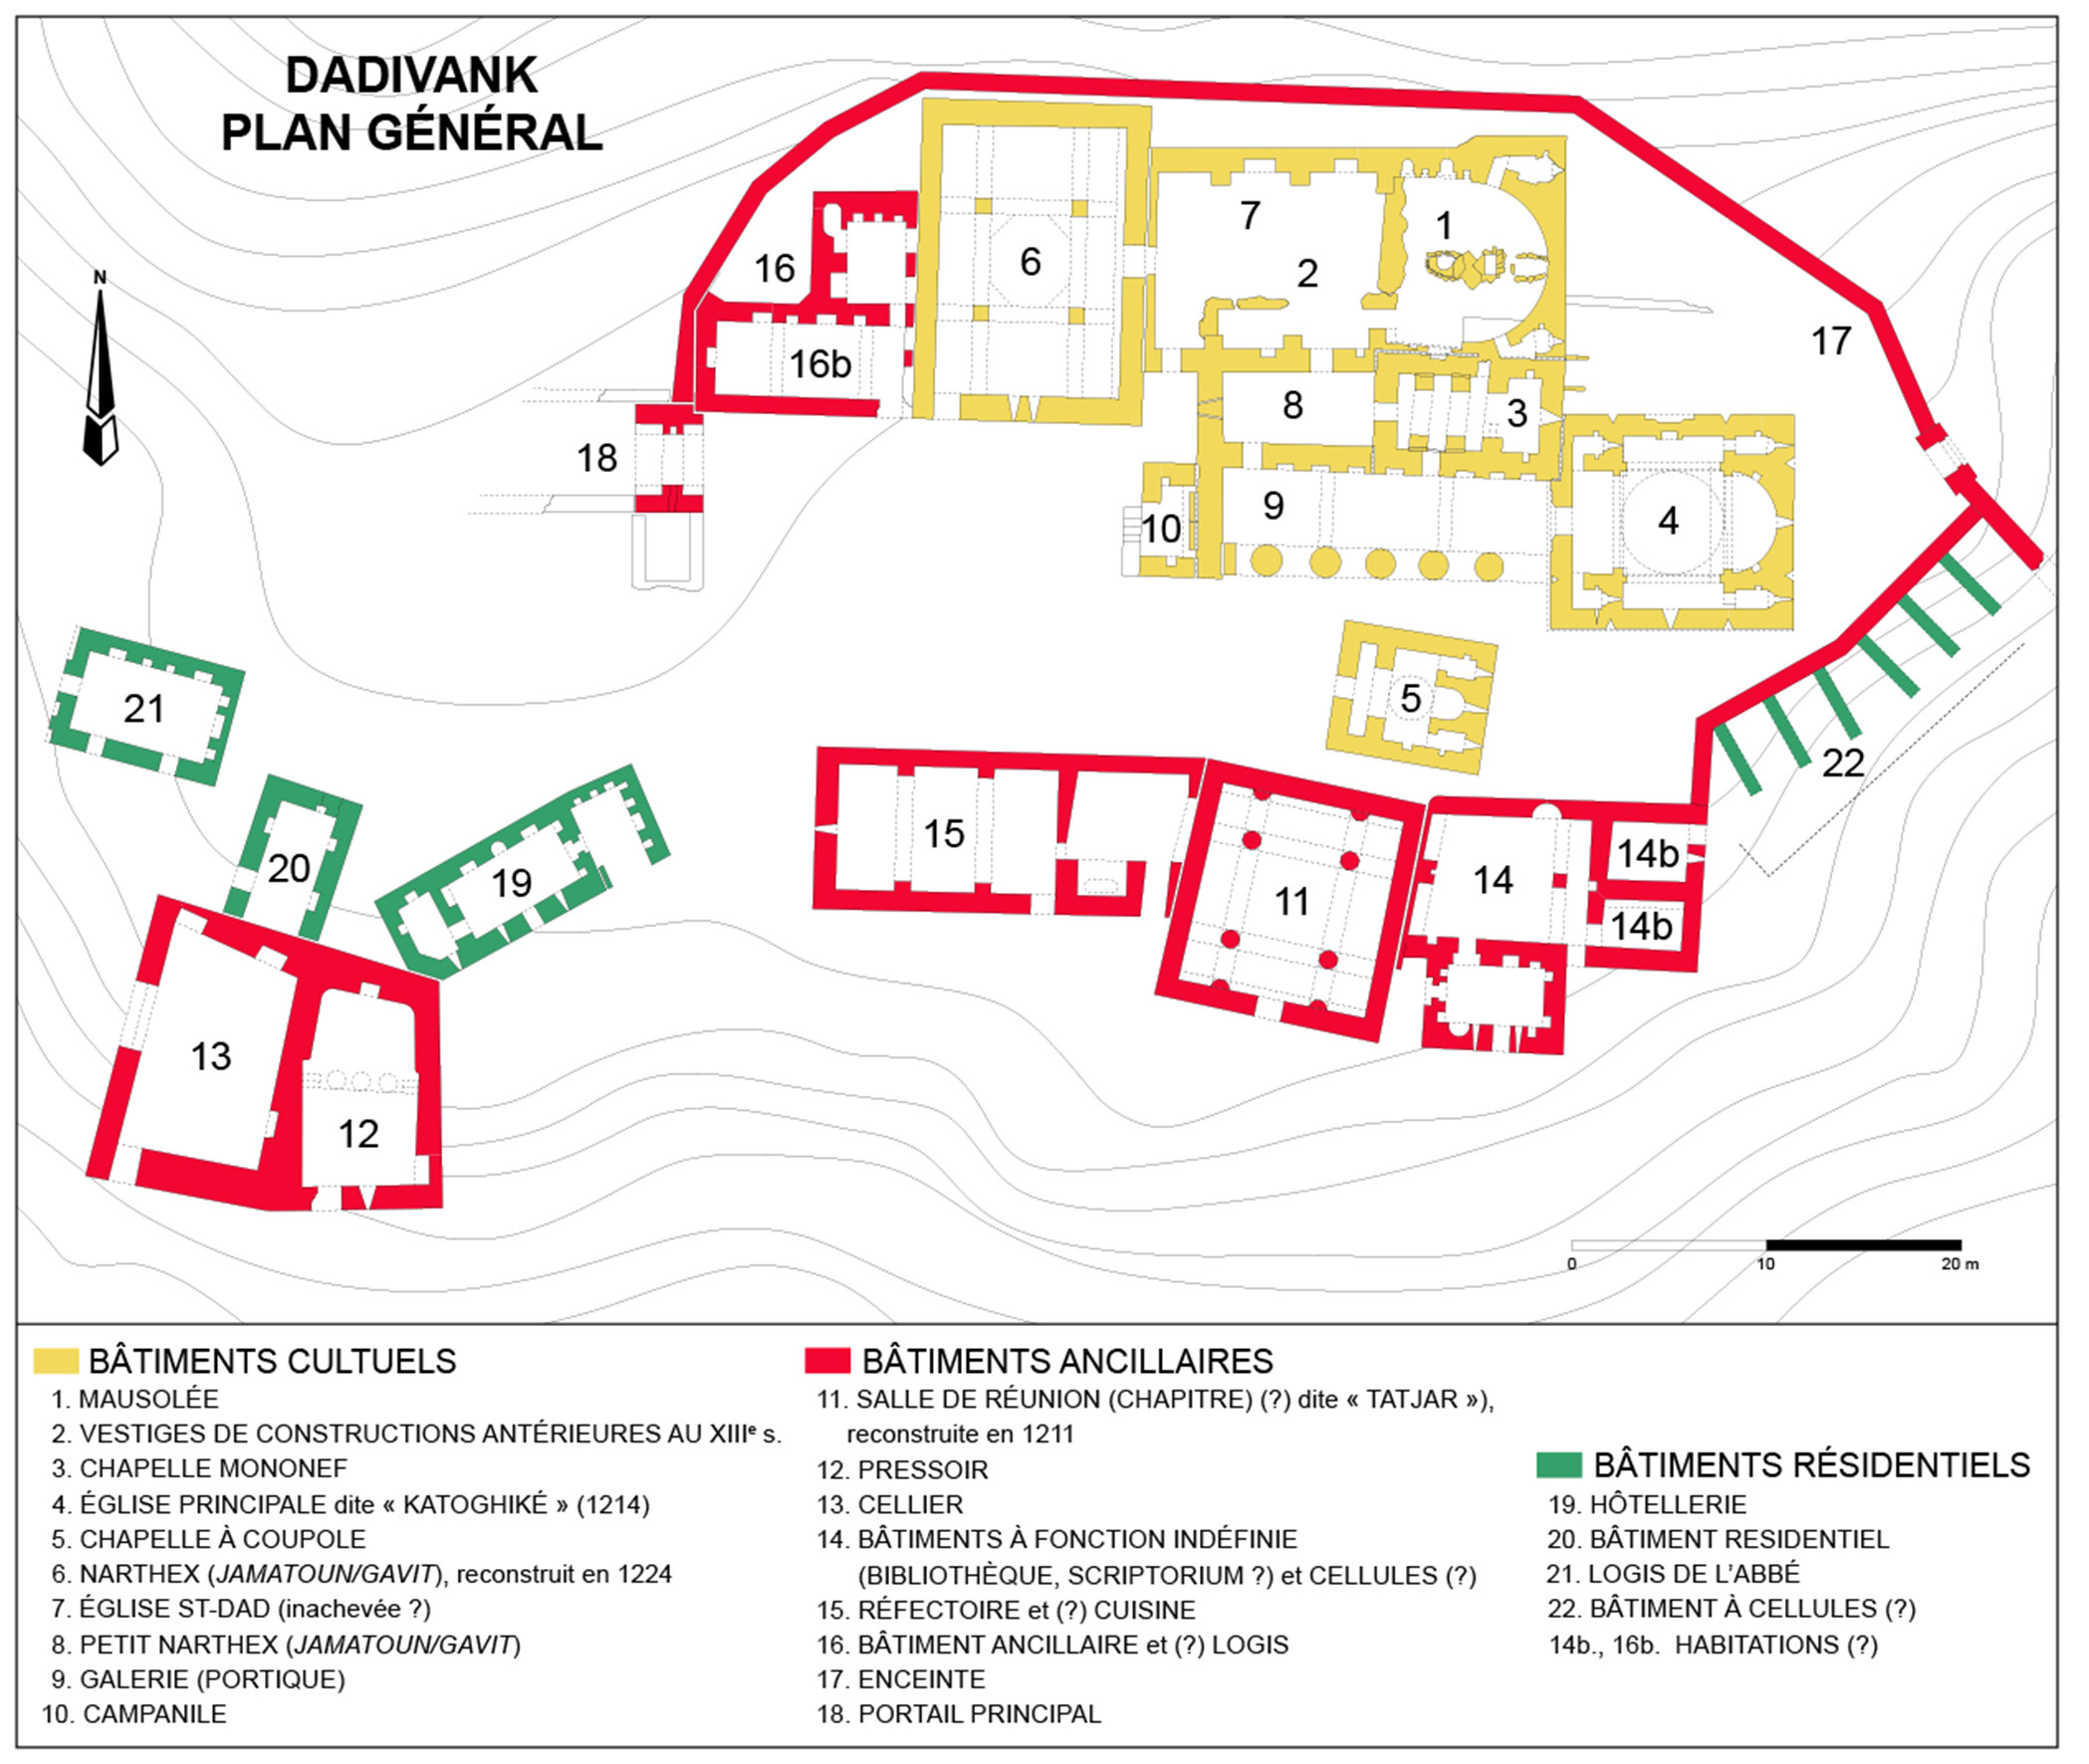 DADIVANK
PLAN GÉNÉRAL
N
7
1
6
2
16
17
16b
8
3
18
9
10
4
5
21
22
15
20
19
14b
14
11
14b
13
12
0 10 20 m
BÂTIMENTS CULTUELS
1. MAUSOLÉE
2. VESTIGES DE CONSTRUCTIONS ANTÉRIEURES AU XIIIᵉ s.
3. CHAPELLE MONONEF
4. ÉGLISE PRINCIPALE dite « KATOGHIKÉ » (1214)
5. CHAPELLE À COUPOLE
6. NARTHEX (JAMATOUN/GAVIT), reconstruit en 1224
7. ÉGLISE ST-DAD (inachevée ?)
8. PETIT NARTHEX (JAMATOUN/GAVIT)
9. GALERIE (PORTIQUE)
10. CAMPANILE
BÂTIMENTS ANCILLAIRES
11. SALLE DE RÉUNION (CHAPITRE) (?) dite « TATJAR »),
reconstruite en 1211
12. PRESSOIR
13. CELLIER
14. BÂTIMENTS À FONCTION INDÉFINIE
(BIBLIOTHÈQUE, SCRIPTORIUM ?) et CELLULES (?)
15. RÉFECTOIRE et (?) CUISINE
16. BÂTIMENT ANCILLAIRE et (?) LOGIS
17. ENCEINTE
18. PORTAIL PRINCIPAL
BÂTIMENTS RÉSIDENTIELS
19. HÔTELLERIE
20. BÂTIMENT RESIDENTIEL
21. LOGIS DE L'ABBÉ
22. BÂTIMENT À CELLULES (?)
14b., 16b. HABITATIONS (?)